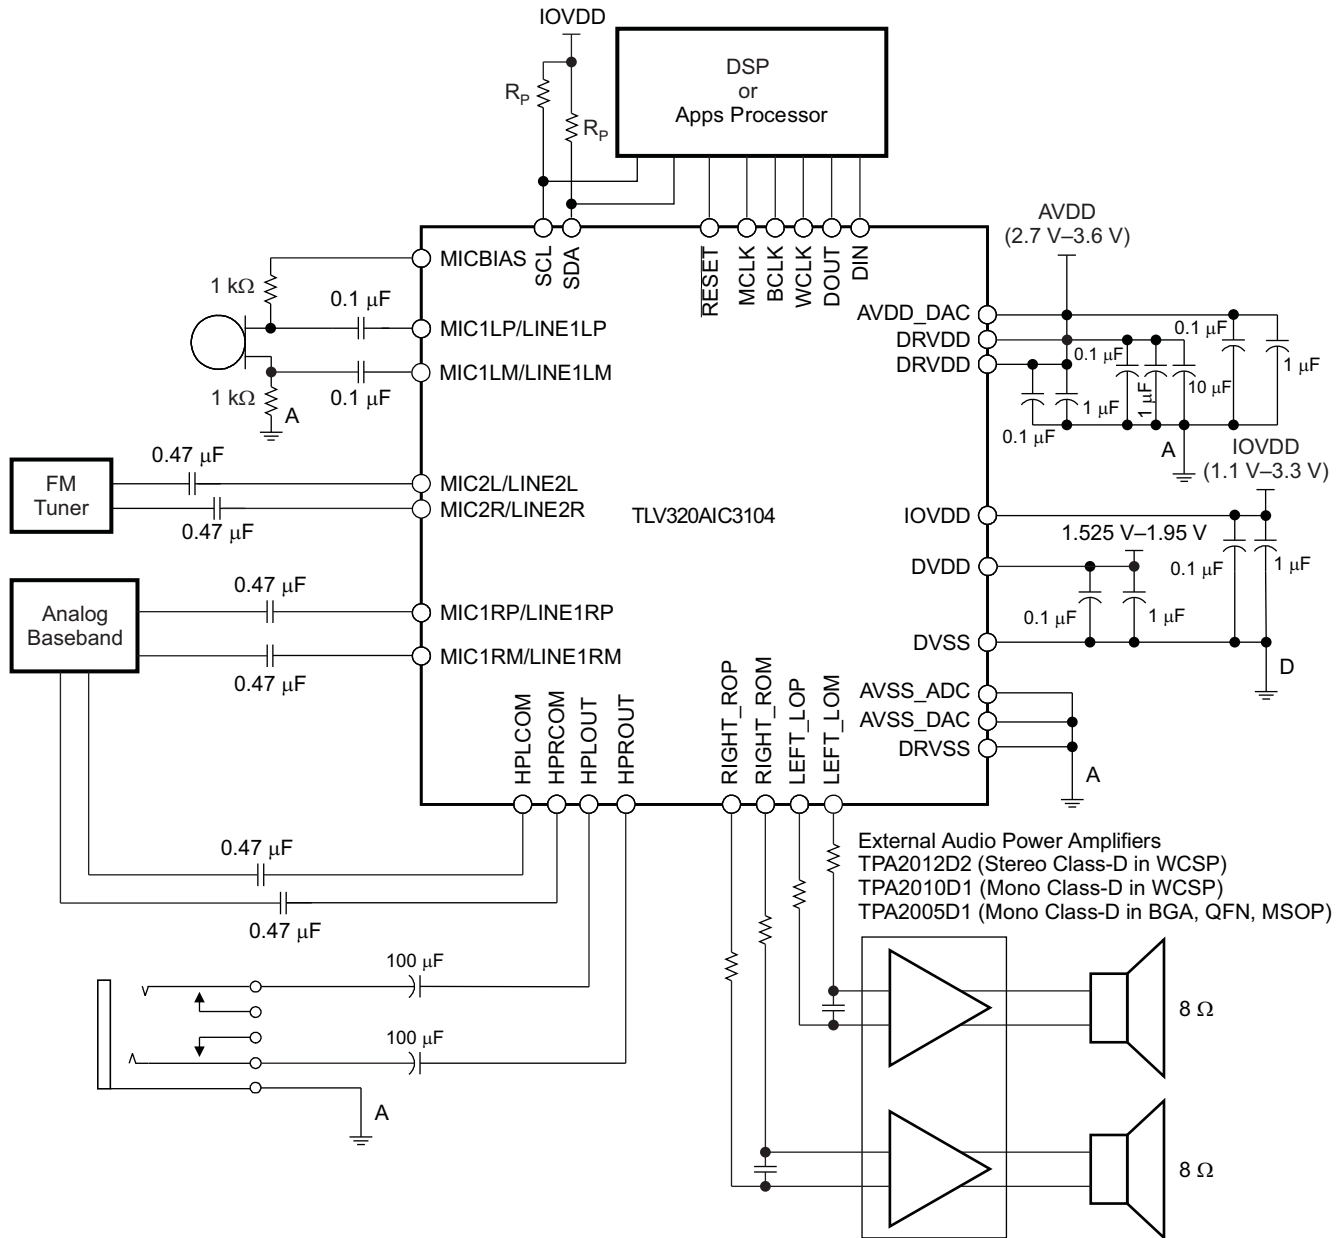 IOVDD
DSP
or
Apps Processor
R_P
R_P
AVDD
(2.7 V–3.6 V)
SCL
SDA
RESET
MCLK
BCLK
WCLK
DOUT
DIN
MICBIAS
1 kΩ
0.1 μF
MIC1LP/LINE1LP
MIC1LM/LINE1LM
1 kΩ
0.1 μF
A
AVDD_DAC
DRVDD
DRVDD
0.1 μF
0.1 μF
1 μF
10 μF
1 μF
1 μF
0.1 μF
A
IOVDD
(1.1 V–3.3 V)
FM
Tuner
0.47 μF
0.47 μF
MIC2L/LINE2L
MIC2R/LINE2R
TLV320AIC3104
IOVDD
1.525 V–1.95 V
DVDD
0.1 μF
1 μF
0.1 μF
1 μF
DVSS
D
Analog
Baseband
0.47 μF
0.47 μF
MIC1RP/LINE1RP
MIC1RM/LINE1RM
AVSS_ADC
AVSS_DAC
DRVSS
A
HPLCOM
HPRCOM
HPLOUT
HPROUT
RIGHT_ROP
RIGHT_ROM
LEFT_LOP
LEFT_LOM
0.47 μF
0.47 μF
External Audio Power Amplifiers
TPA2012D2 (Stereo Class-D in WCSP)
TPA2010D1 (Mono Class-D in WCSP)
TPA2005D1 (Mono Class-D in BGA, QFN, MSOP)
100 μF
100 μF
A
8 Ω
8 Ω